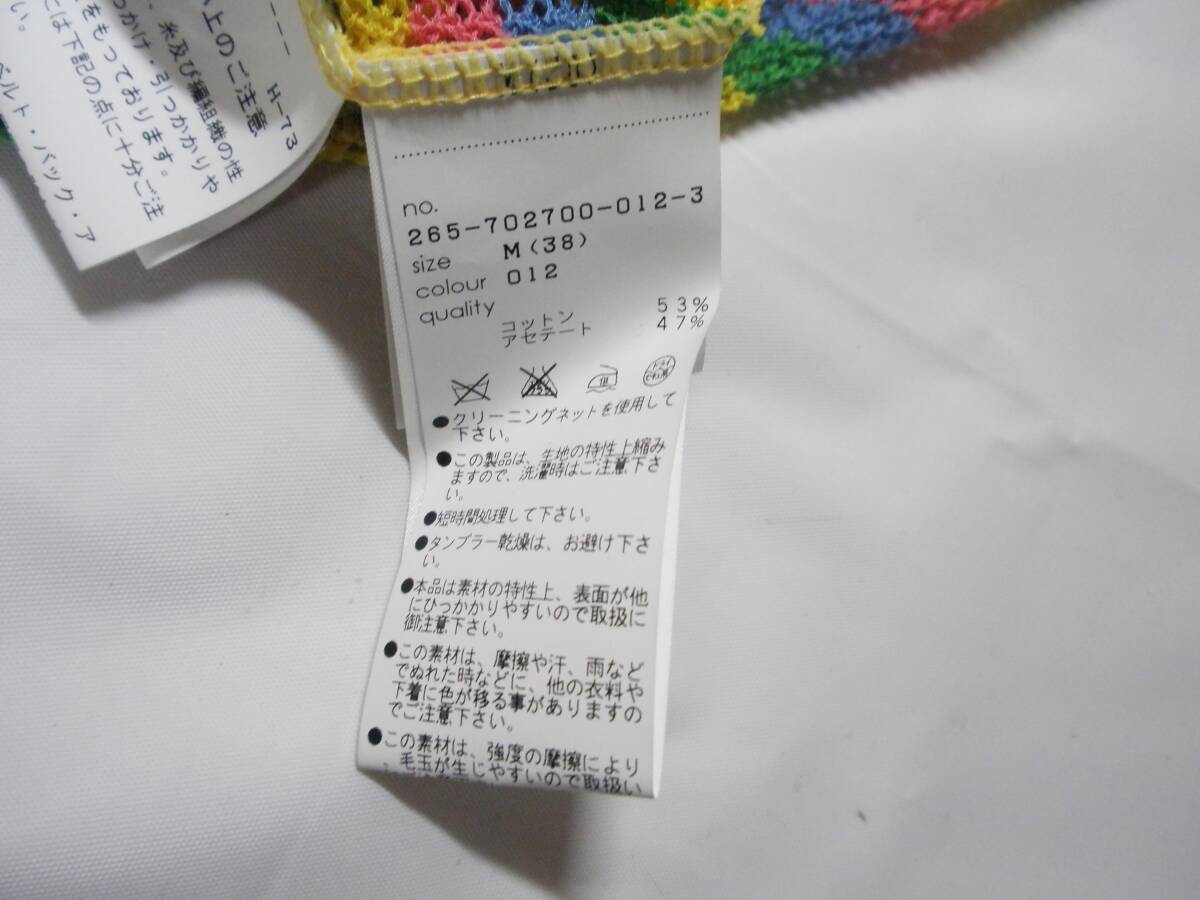 H-73
上のご注意
米及び編組織の性
っかけ・引つかかりや
をもつております。
には下記の点に十分ご注
い。
ベルト・バック・ア
no.
265-702700-012-3
size M(38)
colour 012
quality
コットン 53%
アセテート 47%
●クリーニングネットを使用して
下さい。
●この製品は、生地の特性上縮み
ますので、洗濯時はご注意下さ
い。
●短時間処理して下さい。
●タンブラー乾燥は、お避け下さ
い。
●本品は素材の特性上、表面が他
にひっかかりやすいので取扱に
御注意下さい。
●この素材は、摩擦や汗、雨など
でぬれた時などに、他の衣料や
下着に色が移る事がありますの
でご注意下さい。
●この素材は、強度の摩擦により
毛玉が生じやすいので取扱い